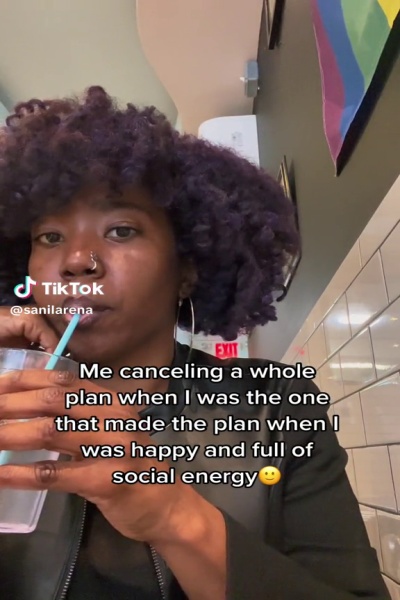 TikTok
@sanilarena
EXIT
Me canceling a whole
plan when I was the one
that made the plan when I
was happy and full of
social energy🙂